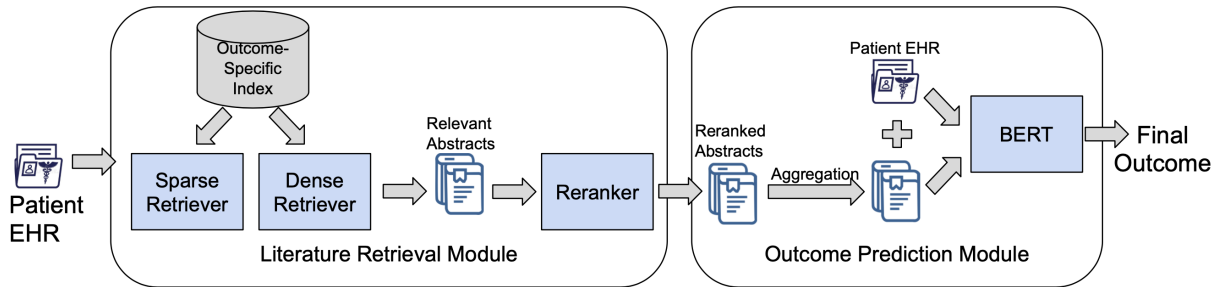 Patient
EHR
Outcome-
Specific
Index
Sparse
Retriever
Dense
Retriever
Relevant
Abstracts
Reranker
Literature Retrieval Module
Reranked
Abstracts
Aggregation
Patient EHR
BERT
Outcome Prediction Module
Final
Outcome